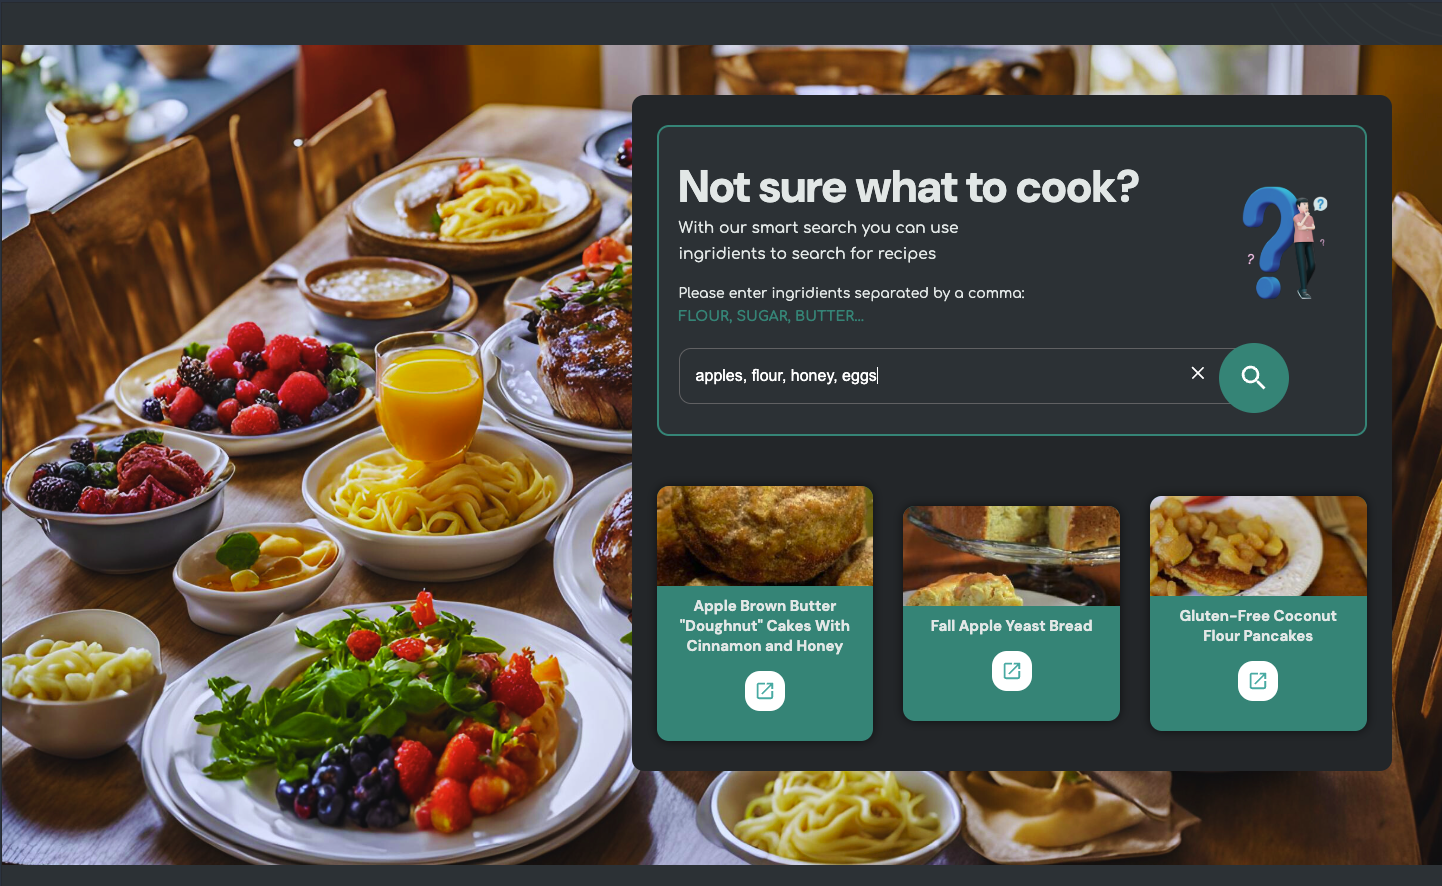 Not sure what to cook?
With our smart search you can use
ingridients to search for recipes
Please enter ingridients separated by a comma:
FLOUR, SUGAR, BUTTER...
apples, flour, honey, eggs
Apple Brown Butter
"Doughnut" Cakes With
Cinnamon and Honey
Fall Apple Yeast Bread
Gluten-Free Coconut
Flour Pancakes